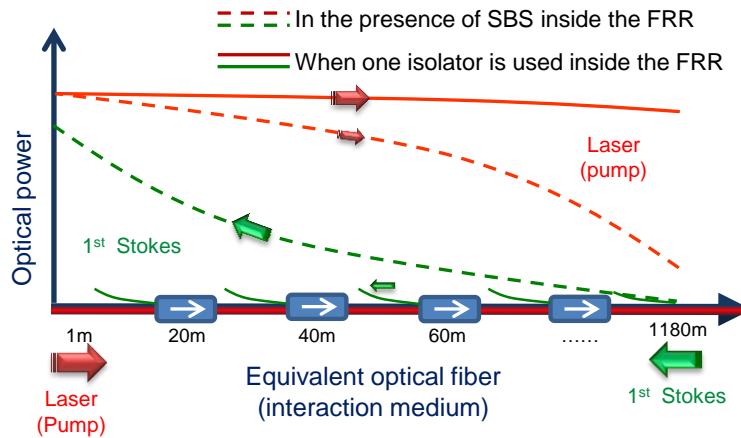 In the presence of SBS inside the FRR
When one isolator is used inside the FRR
Optical power
Laser
(pump)
1st Stokes
1m
20m
40m
60m
......
1180m
Laser
(Pump)
Equivalent optical fiber
(interaction medium)
1st Stokes